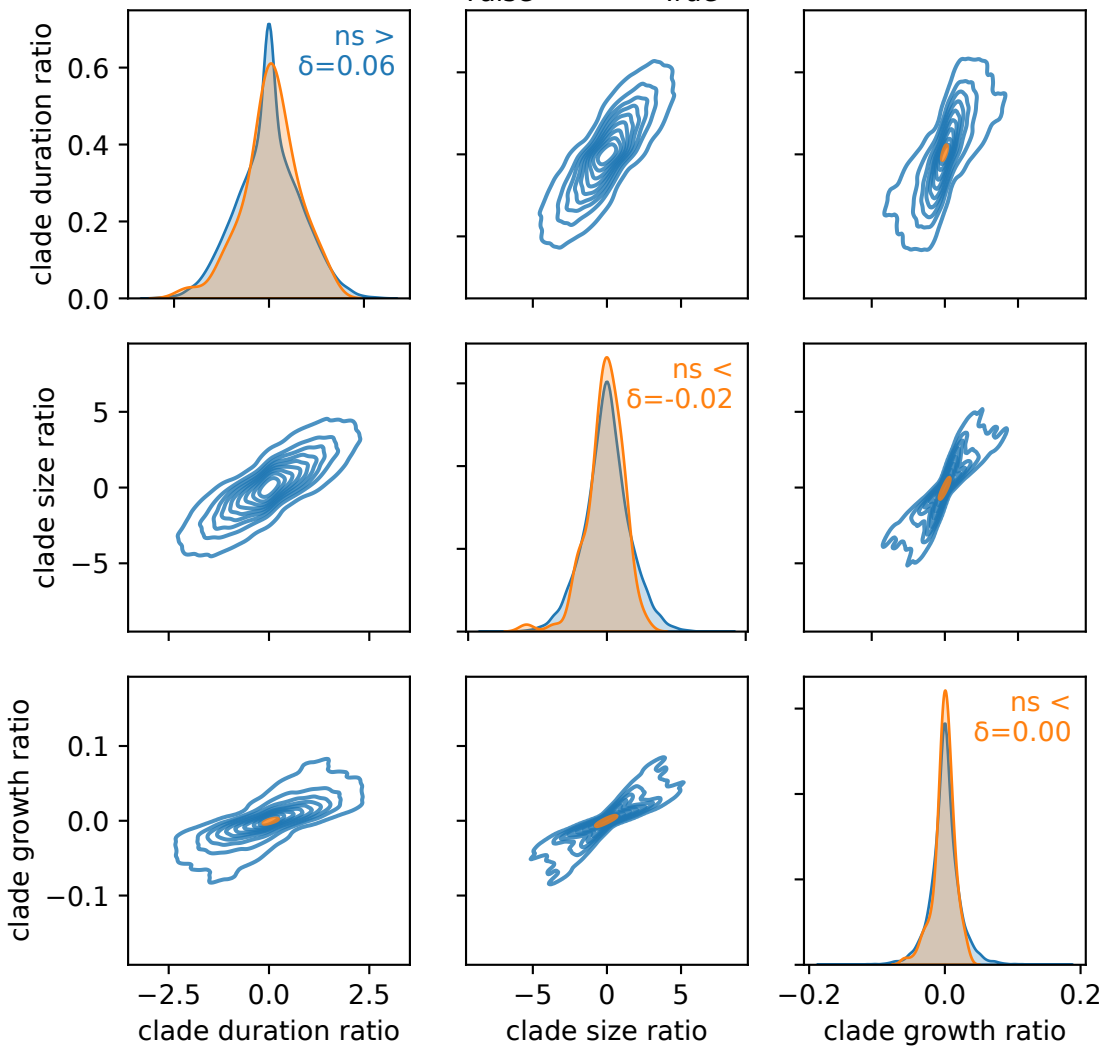 ns >
δ=0.06
clade duration ratio
0.6
0.4
0.2
0.0
ns <
δ=-0.02
clade size ratio
5
0
−5
ns <
δ=0.00
clade growth ratio
0.1
0.0
−0.1
−2.5 0.0 2.5
−5 0 5
−0.2 0.0 0.2
clade duration ratio
clade size ratio
clade growth ratio